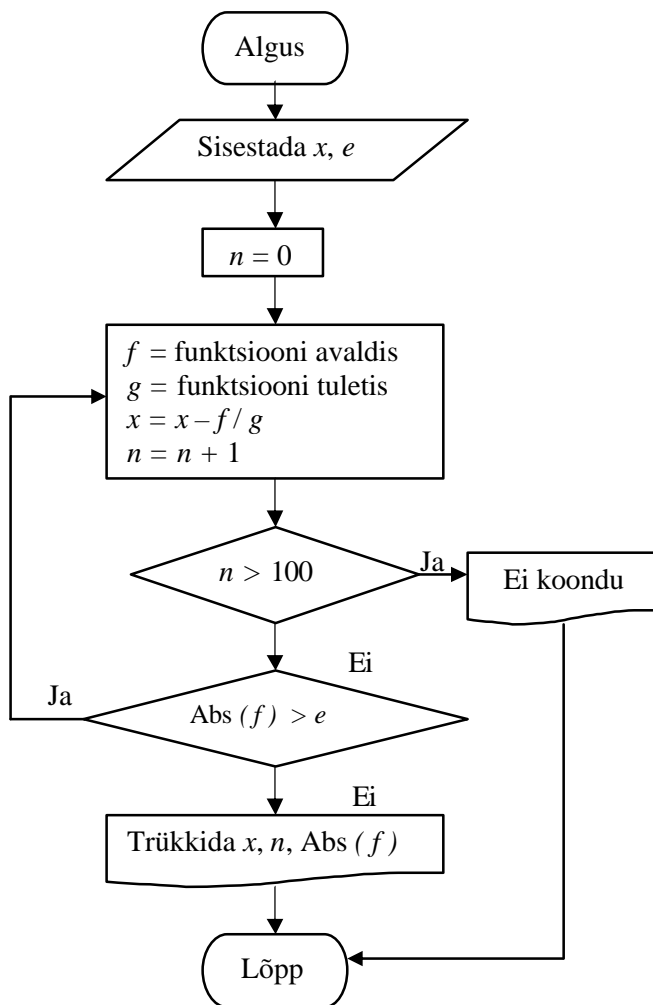 Algus
Sisestada x, e
n = 0
f = funktsiooni avaldis
g = funktsiooni tuletis
x = x – f / g
n = n + 1
n > 100
Ja
Ei koondu
Ei
Ja
Abs (f) > e
Ei
Trükkida x, n, Abs (f)
Lõpp